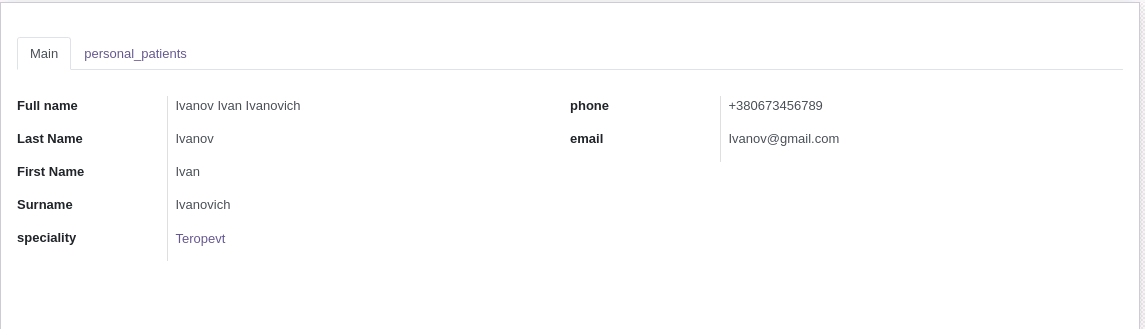 Main personal_patients
Full name Ivanov Ivan Ivanovich
Last Name Ivanov
First Name Ivan
Surname Ivanovich
speciality Teropevt
phone +380673456789
email Ivanov@gmail.com